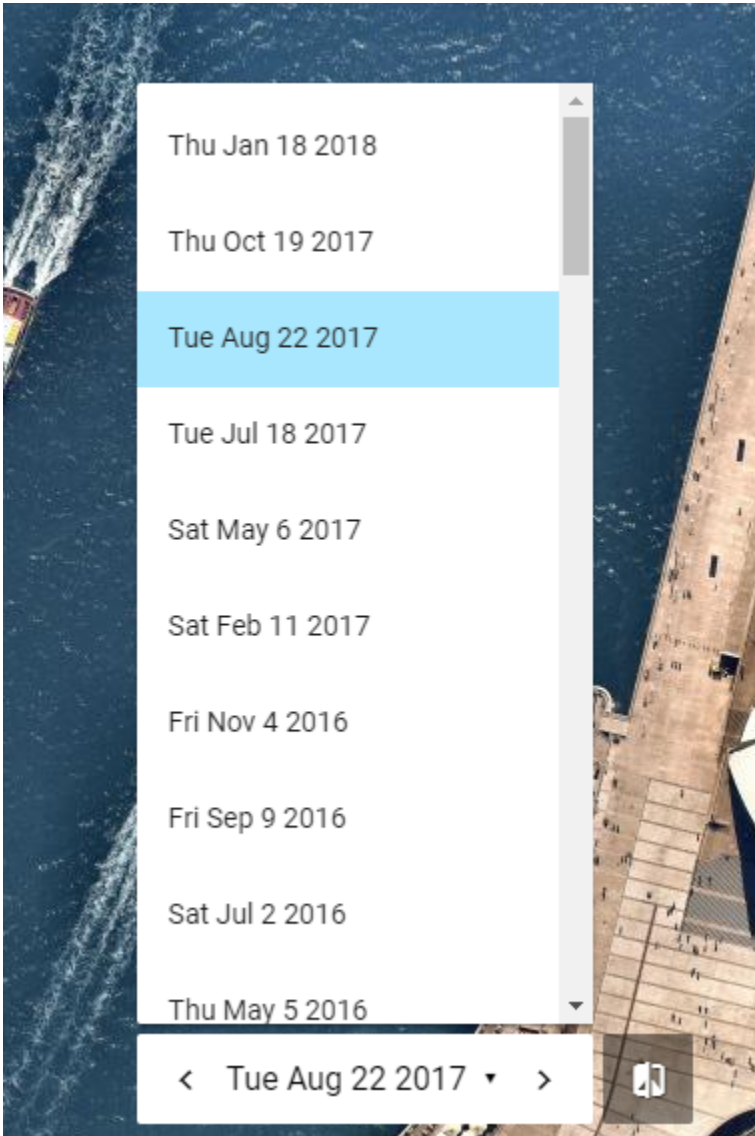 Thu Jan 18 2018
Thu Oct 19 2017
Tue Aug 22 2017
Tue Jul 18 2017
Sat May 6 2017
Sat Feb 11 2017
Fri Nov 4 2016
Fri Sep 9 2016
Sat Jul 2 2016
Thu May 5 2016
Tue Aug 22 2017